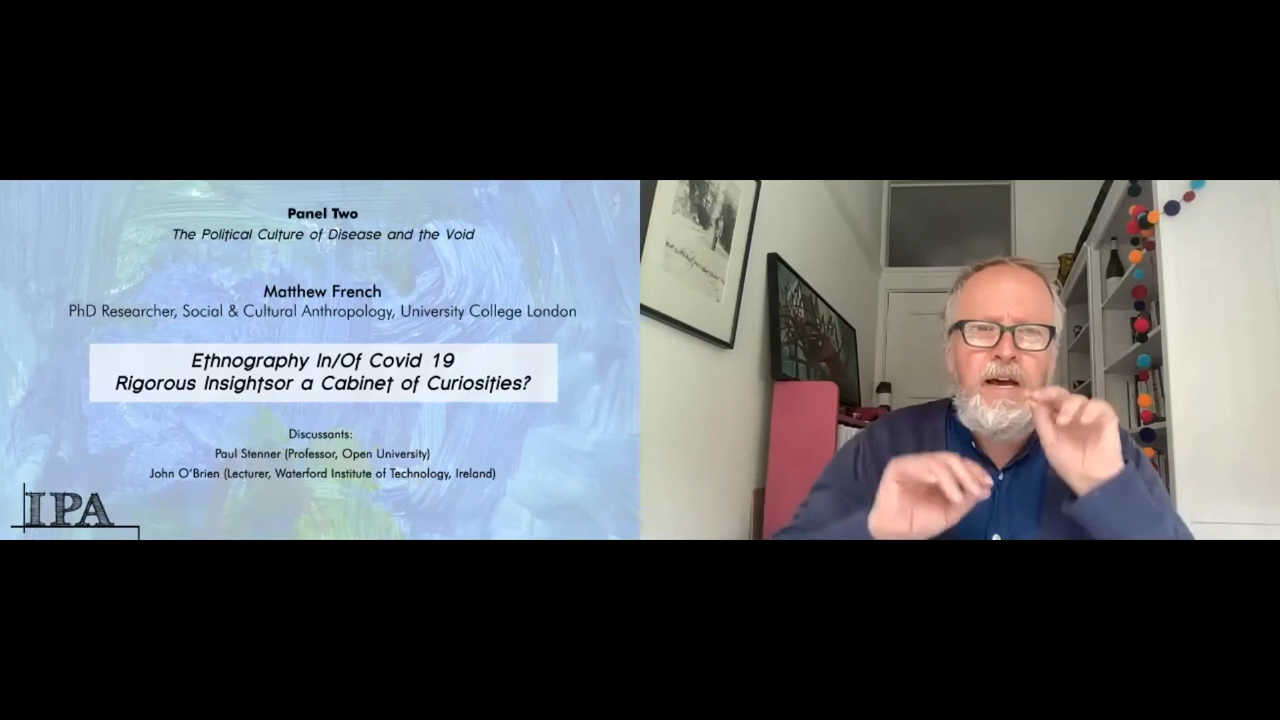 Panel Two
The Political Culture of Disease and the Void
Matthew French
PhD Researcher, Social & Cultural Anthropology, University College London
Ethnography In/Of Covid 19
Rigorous Insightsor a Cabinet of Curiosities?
Discussants:
Paul Stenner (Professor, Open University)
John O'Brien (Lecturer, Waterford Institute of Technology, Ireland)
IPA